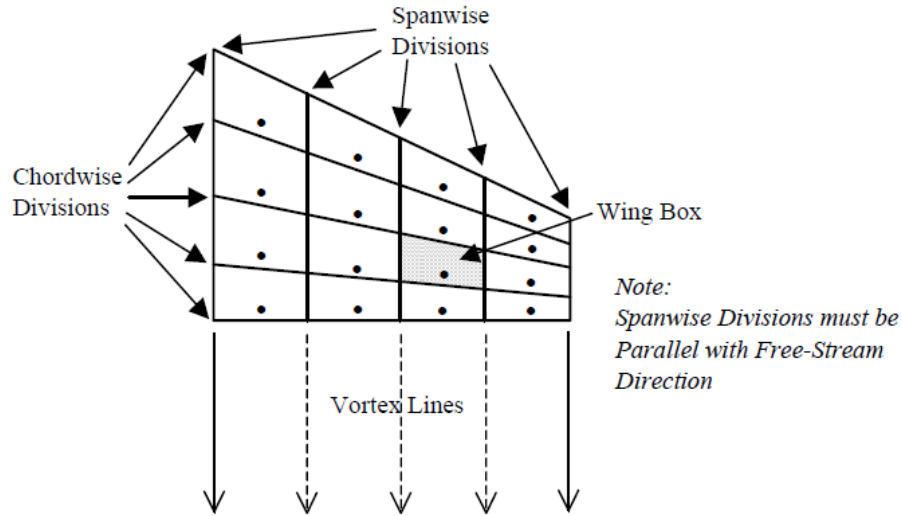 Spanwise
Divisions
Chordwise
Divisions
Wing Box
Note:
Spanwise Divisions must be
Parallel with Free-Stream
Direction
Vortex Lines